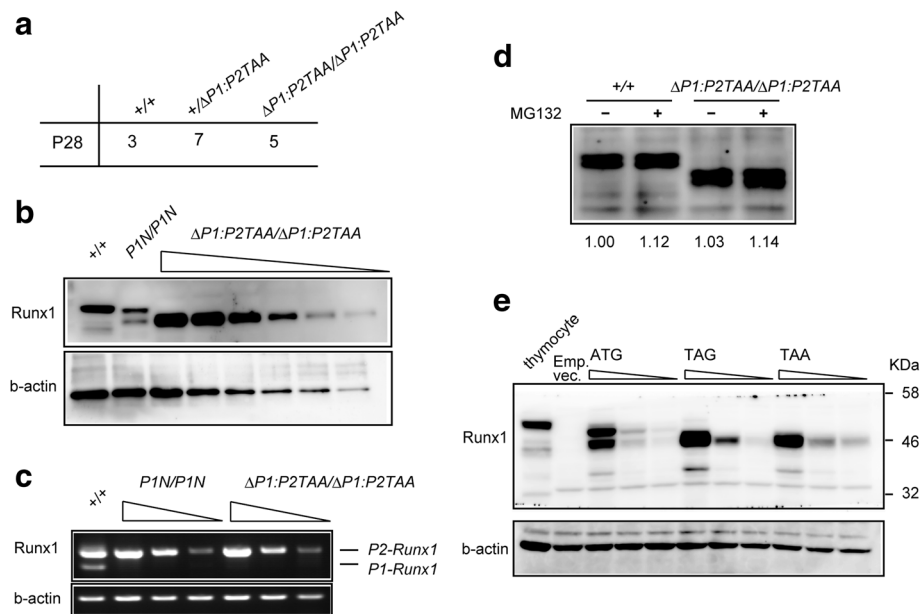 a
+/+ +/ΔP1:P2TAA ΔP1:P2TAA/ΔP1:P2TAA
P28 3 7 5
b
+/+ P1N/P1N ΔP1:P2TAA/ΔP1:P2TAA
Runx1
b-actin
c
+/+ P1N/P1N ΔP1:P2TAA/ΔP1:P2TAA
Runx1
P2-Runx1
P1-Runx1
b-actin
d
+/+ ΔP1:P2TAA/ΔP1:P2TAA
MG132 − + − +
1.00 1.12 1.03 1.14
e
thymocyte Emp. vec. ATG TAG TAA KDa
58
Runx1 46
32
b-actin